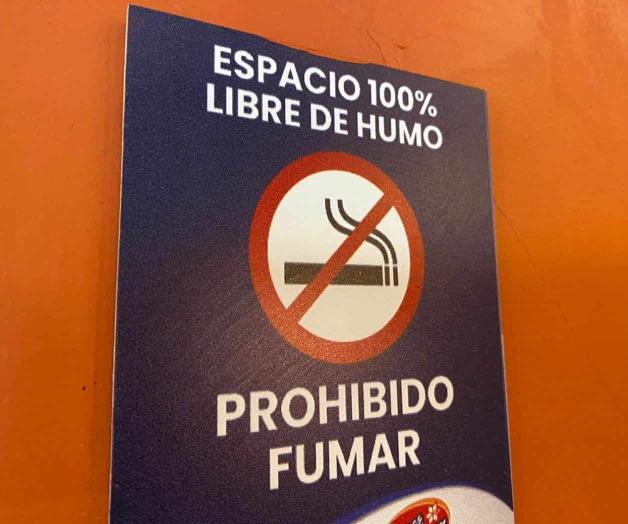 ESPACIO 100%
LIBRE DE HUMO
PROHIBIDO
FUMAR